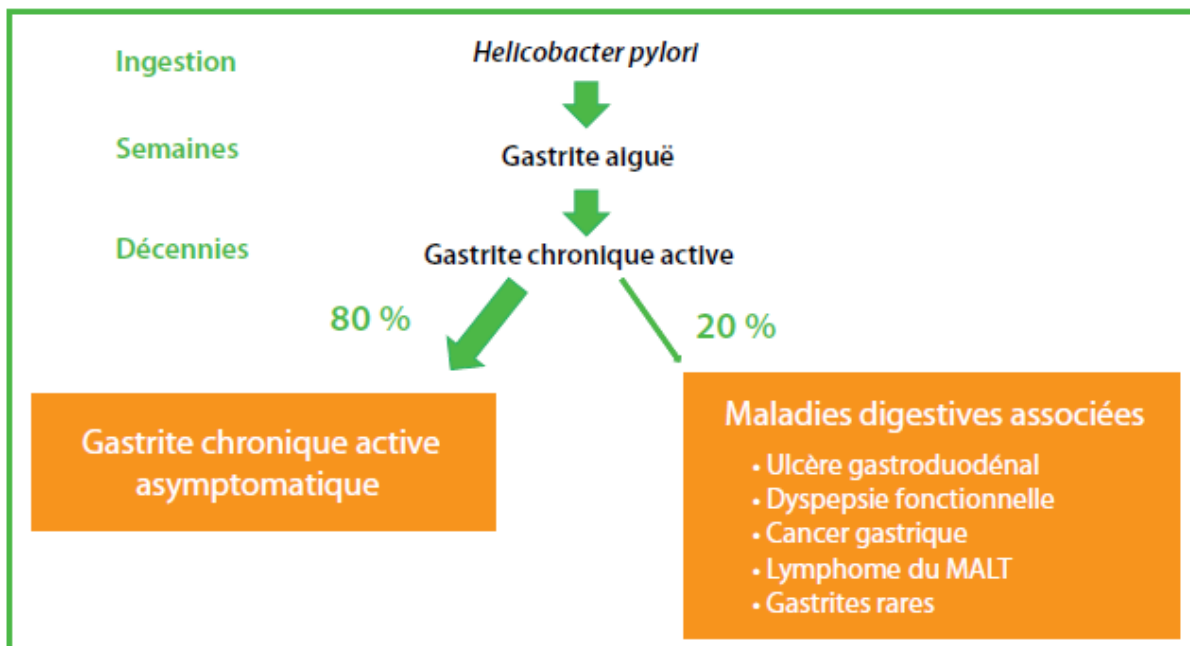 Ingestion
Helicobacter pylori
Semaines
Gastrite aiguë
Décennies
Gastrite chronique active
80 %
20 %
Gastrite chronique active
asymptomatique
Maladies digestives associées
• Ulcère gastroduodénal
• Dyspepsie fonctionnelle
• Cancer gastrique
• Lymphome du MALT
• Gastrites rares